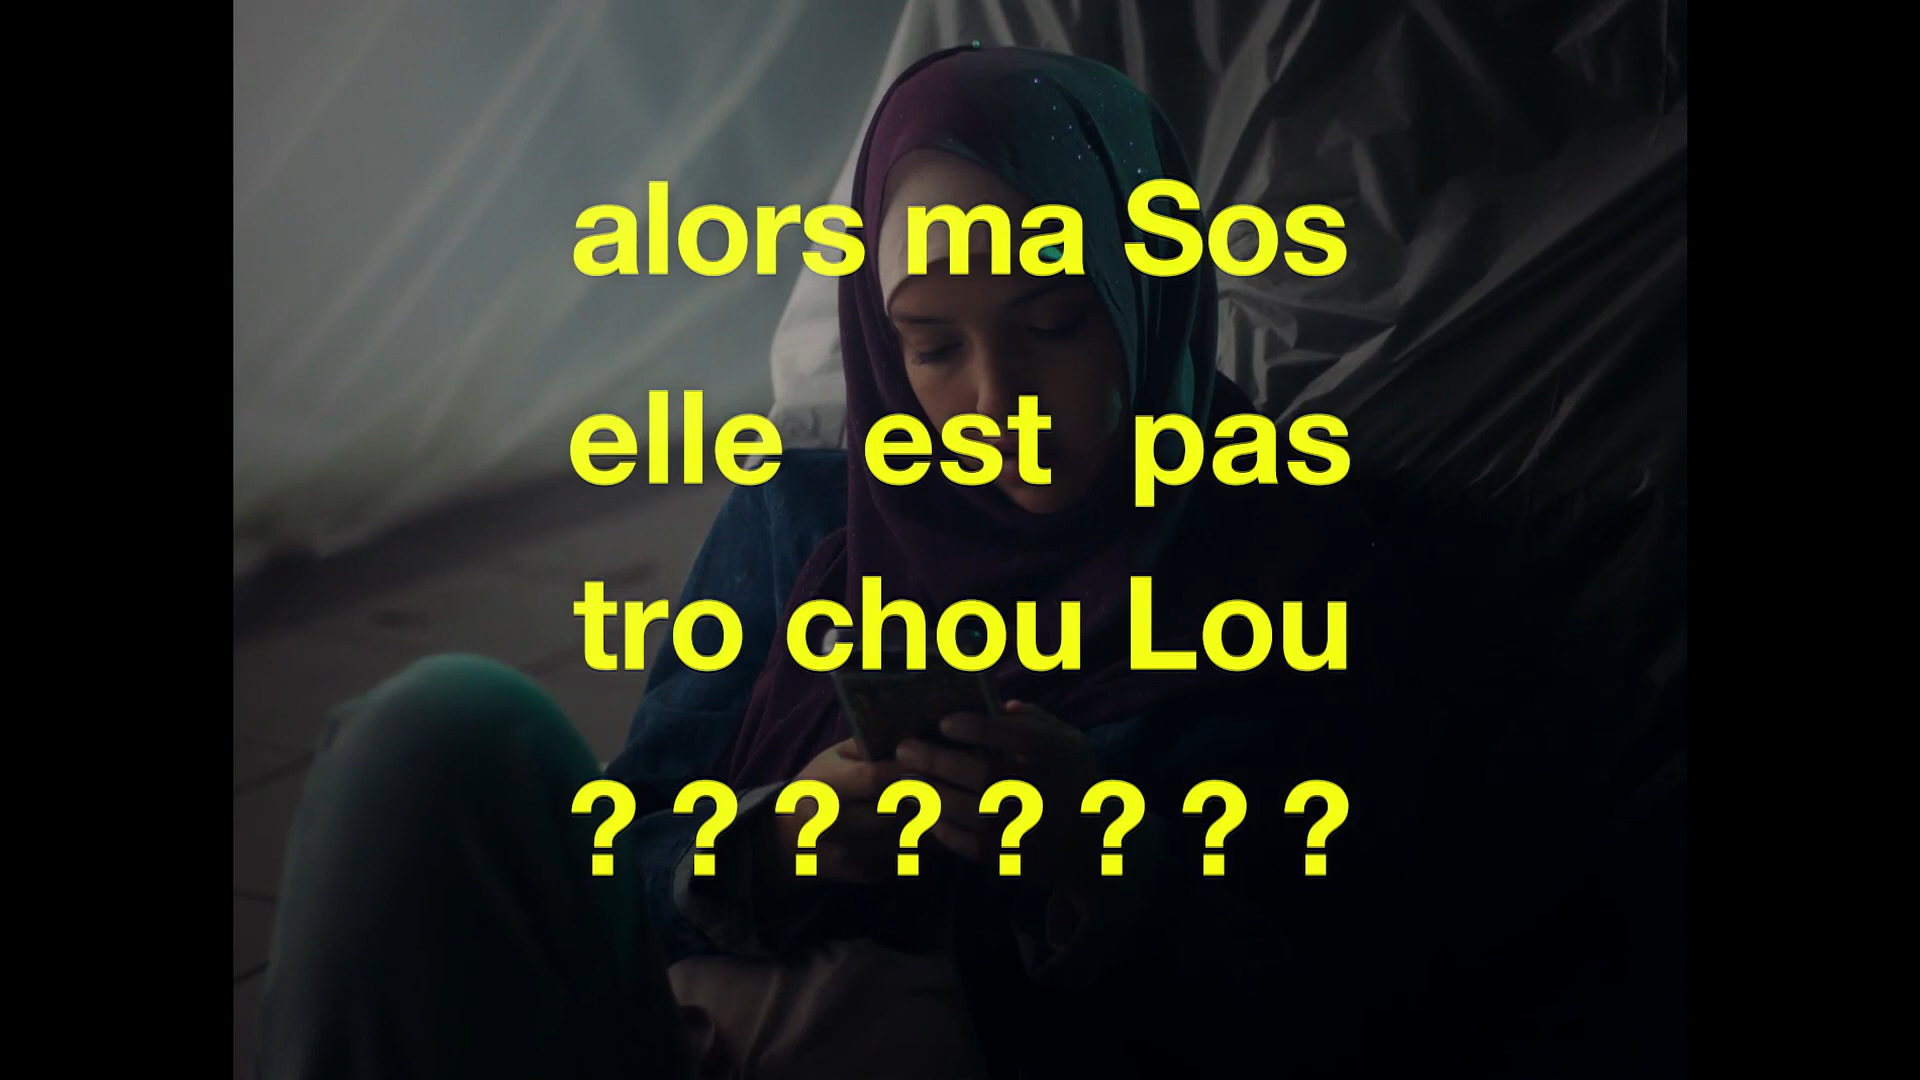 alors ma Sos
elle est pas
tro chou Lou
? ? ? ? ? ? ? ?